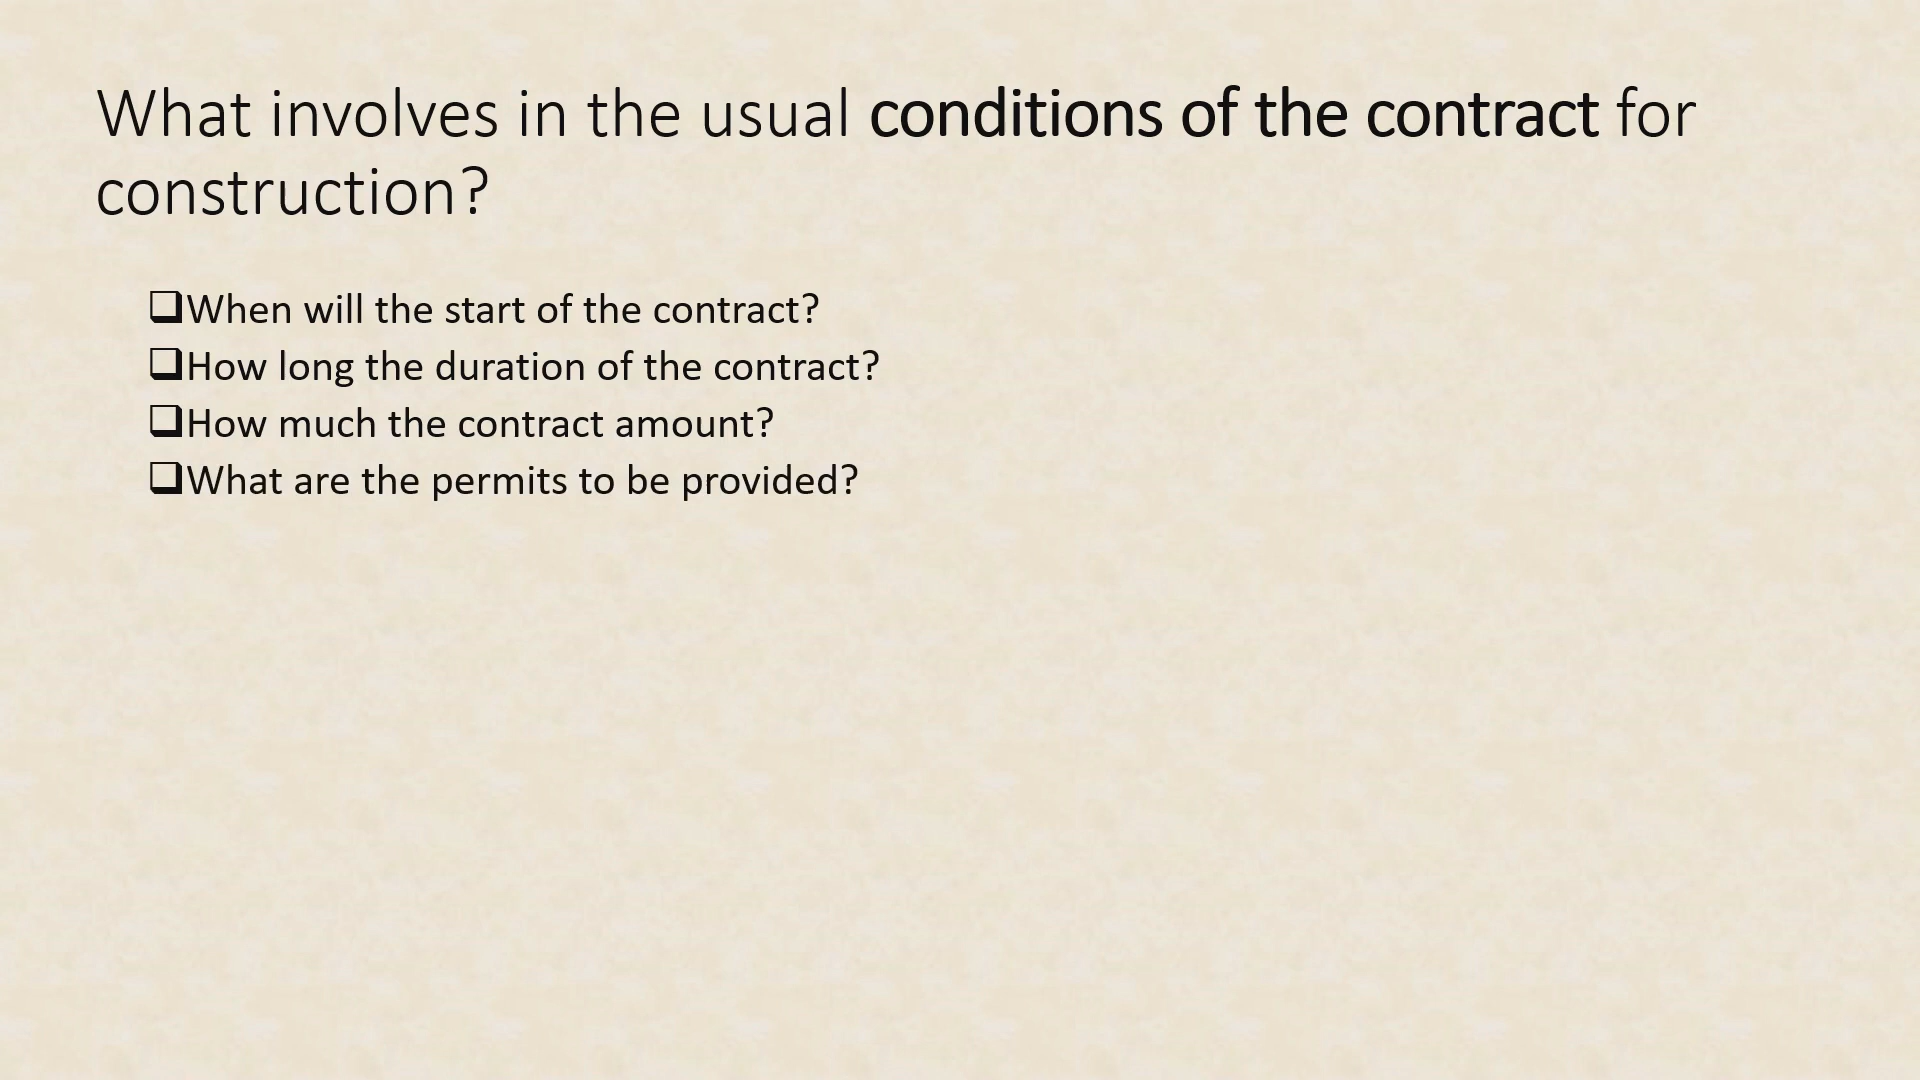 What involves in the usual conditions of the contract for
construction?
❑When will the start of the contract?
❑How long the duration of the contract?
❑How much the contract amount?
❑What are the permits to be provided?